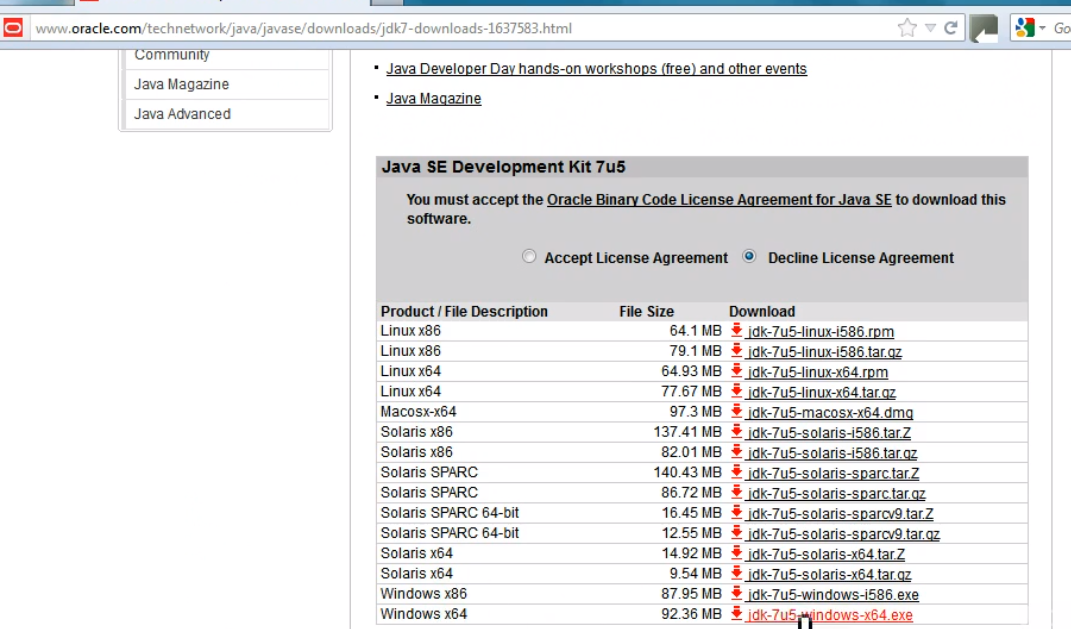 www.oracle.com/technetwork/java/javase/downloads/jdk7-downloads-1637583.html
Go
Community
Java Magazine
Java Advanced
Java Developer Day hands-on workshops (free) and other events
Java Magazine
Java SE Development Kit 7u5
You must accept the Oracle Binary Code License Agreement for Java SE to download this
software.
Accept License Agreement Decline License Agreement
Product / File Description File Size Download
Linux x86 64.1 MB jdk-7u5-linux-i586.rpm
Linux x86 79.1 MB jdk-7u5-linux-i586.tar.gz
Linux x64 64.93 MB jdk-7u5-linux-x64.rpm
Linux x64 77.67 MB jdk-7u5-linux-x64.tar.gz
Macosx-x64 97.3 MB jdk-7u5-macosx-x64.dmg
Solaris x86 137.41 MB jdk-7u5-solaris-i586.tar.Z
Solaris x86 82.01 MB jdk-7u5-solaris-i586.tar.gz
Solaris SPARC 140.43 MB jdk-7u5-solaris-sparc.tar.Z
Solaris SPARC 86.72 MB jdk-7u5-solaris-sparc.tar.gz
Solaris SPARC 64-bit 16.45 MB jdk-7u5-solaris-sparcv9.tar.Z
Solaris SPARC 64-bit 12.55 MB jdk-7u5-solaris-sparcv9.tar.gz
Solaris x64 14.92 MB jdk-7u5-solaris-x64.tar.Z
Solaris x64 9.54 MB jdk-7u5-solaris-x64.tar.gz
Windows x86 87.95 MB jdk-7u5-windows-i586.exe
Windows x64 92.36 MB jdk-7u5-windows-x64.exe